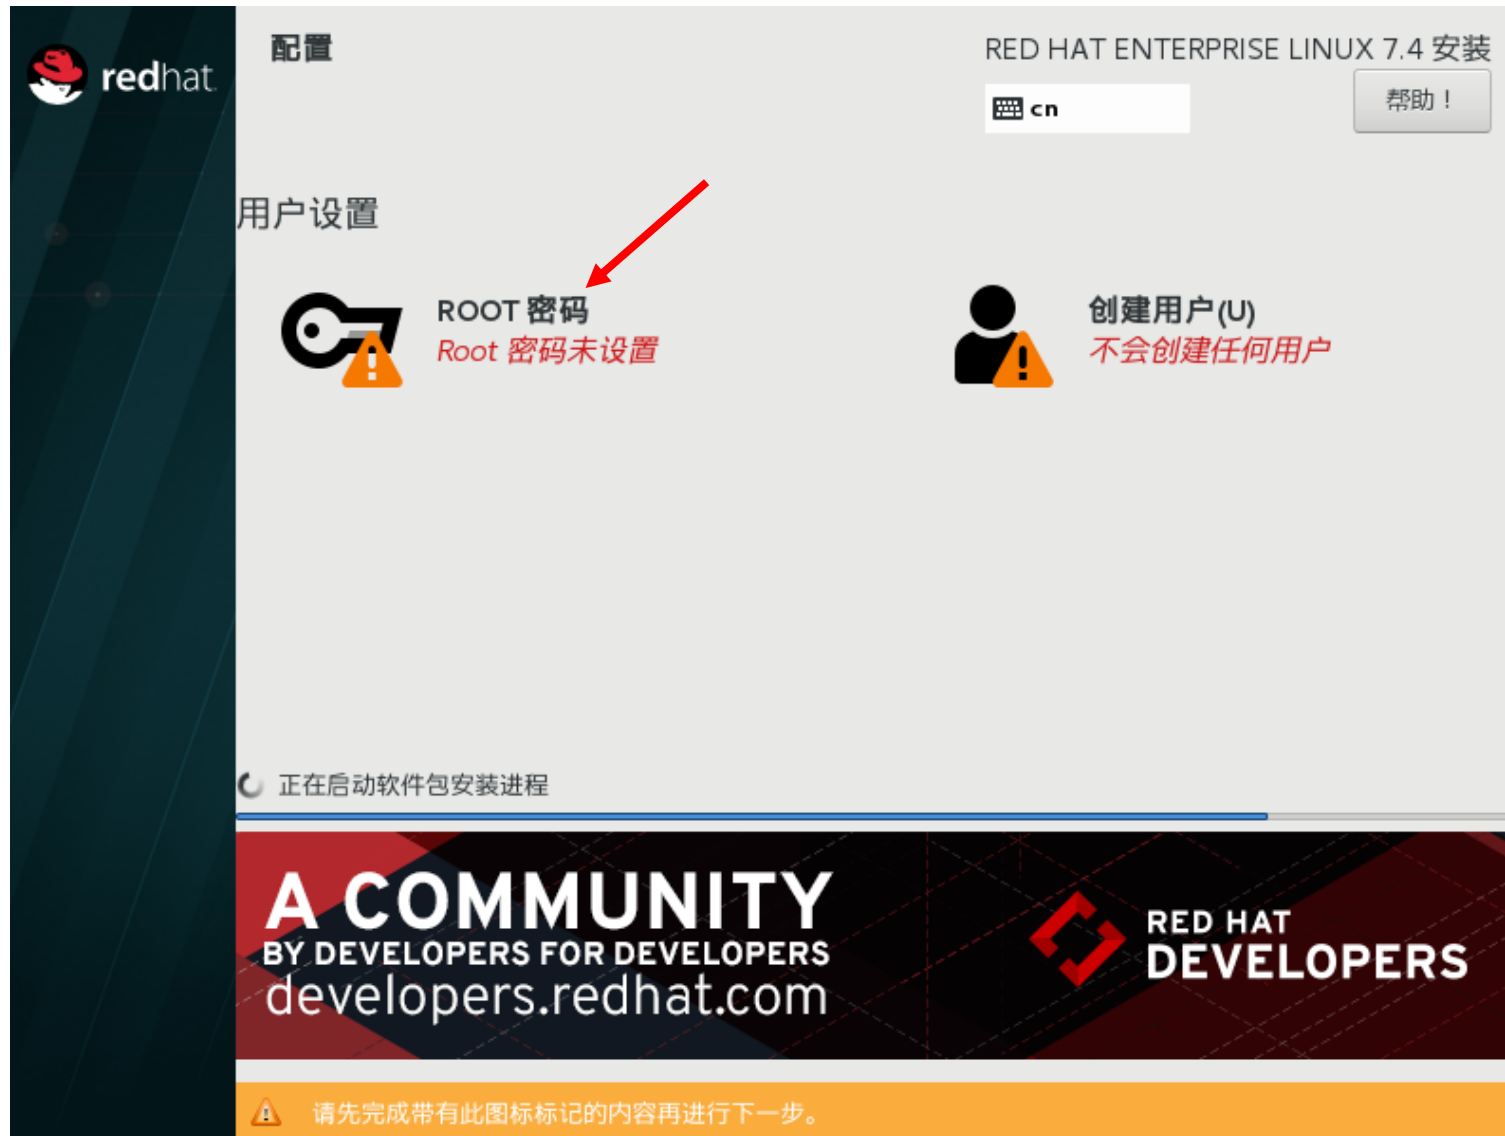 redhat.
配置
RED HAT ENTERPRISE LINUX 7.4 安装
cn
帮助！
用户设置
ROOT 密码
Root 密码未设置
创建用户(U)
不会创建任何用户
正在启动软件包安装进程
A COMMUNITY
BY DEVELOPERS FOR DEVELOPERS
developers.redhat.com
RED HAT
DEVELOPERS
请先完成带有此图标标记的内容再进行下一步。